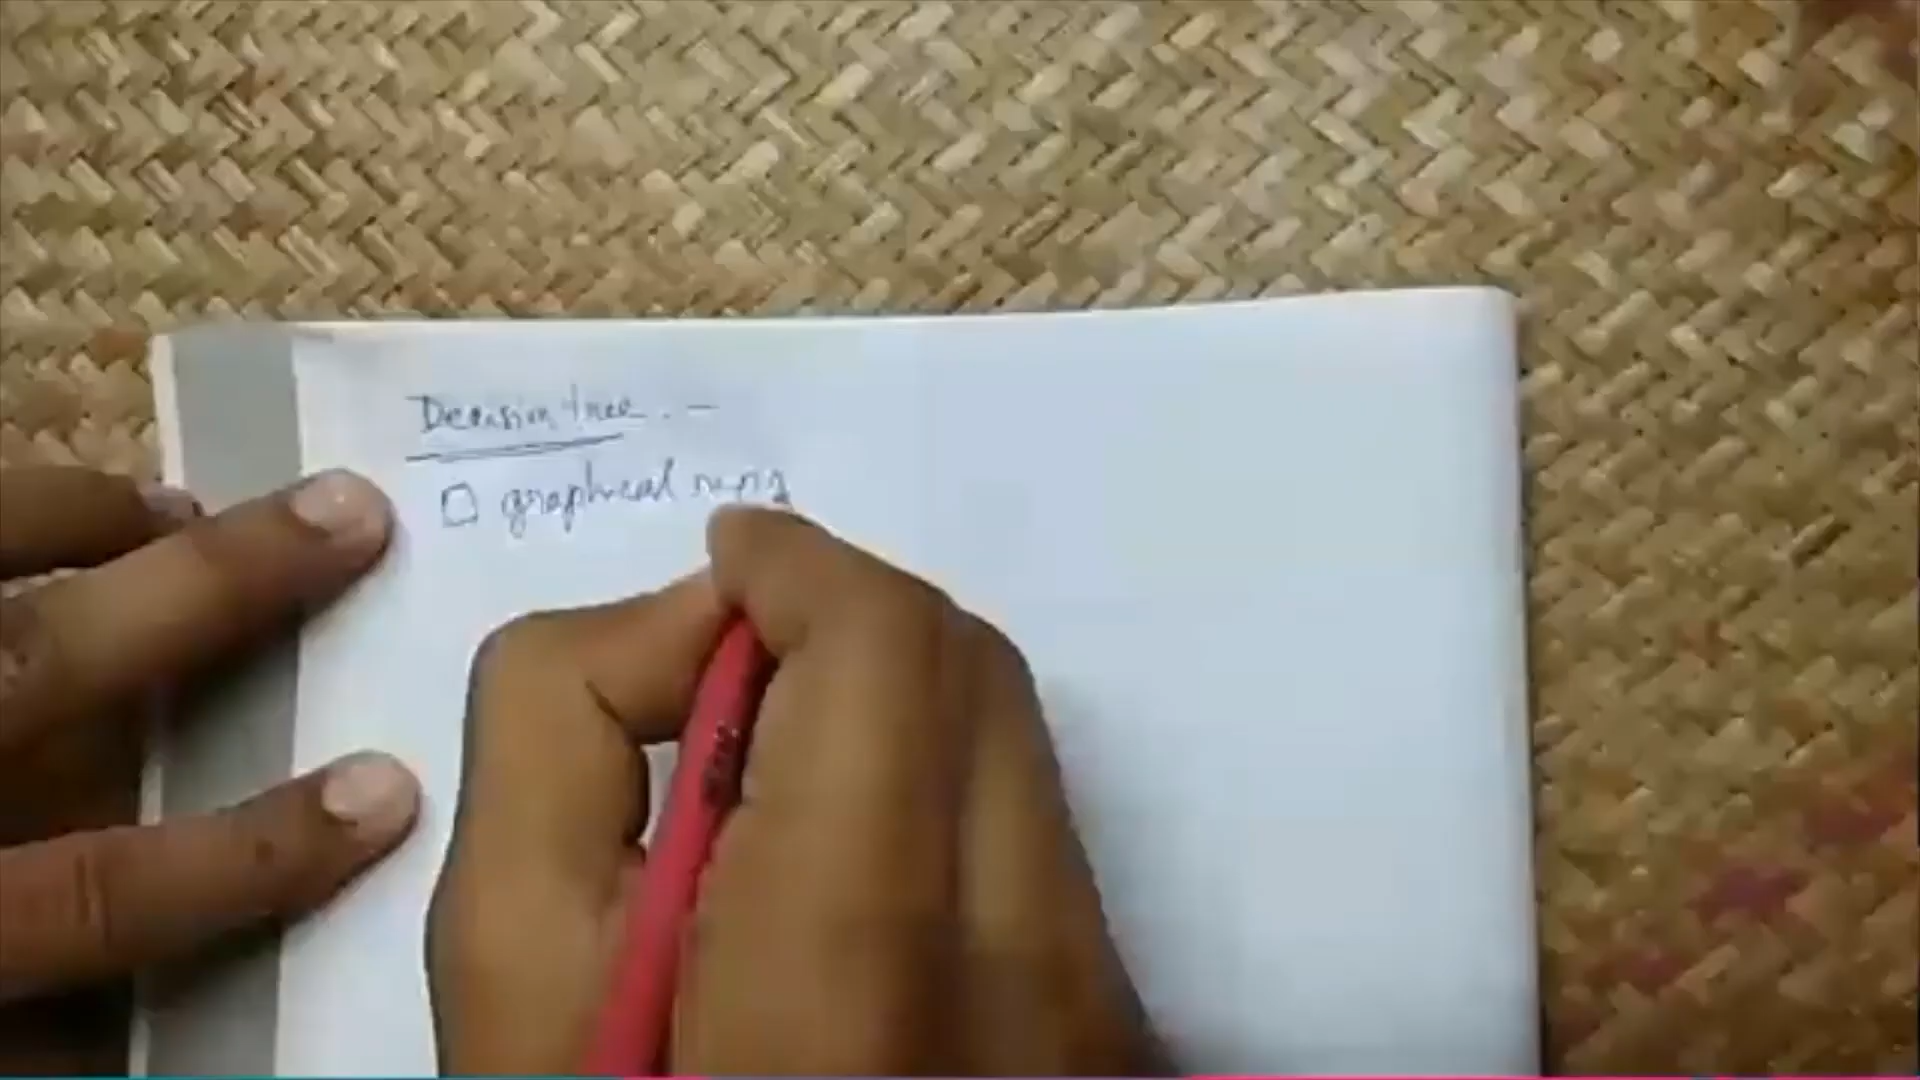 Decision tree. -
□ graphical